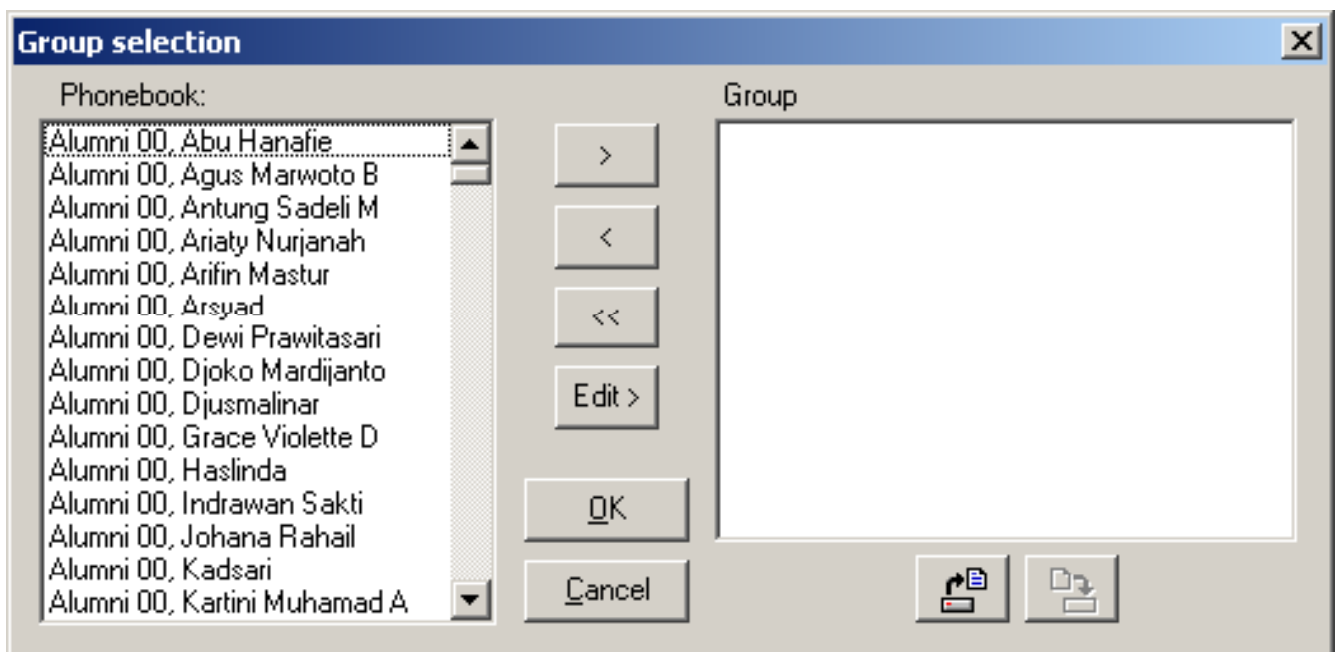 Group selection
Phonebook:
Alumni 00, Abu Hanafie
Alumni 00, Agus Marwoto B
Alumni 00, Antung Sadeli M
Alumni 00, Ariaty Nurjanah
Alumni 00, Arifin Mastur
Alumni 00, Arsyad
Alumni 00, Dewi Prawitasari
Alumni 00, Djoko Mardijanto
Alumni 00, Djusmalinar
Alumni 00, Grace Violette D
Alumni 00, Haslinda
Alumni 00, Indrawan Sakti
Alumni 00, Johana Rahail
Alumni 00, Kadsari
Alumni 00, Kartini Muhamad A
>
<
<<
Edit >
OK
Cancel
Group